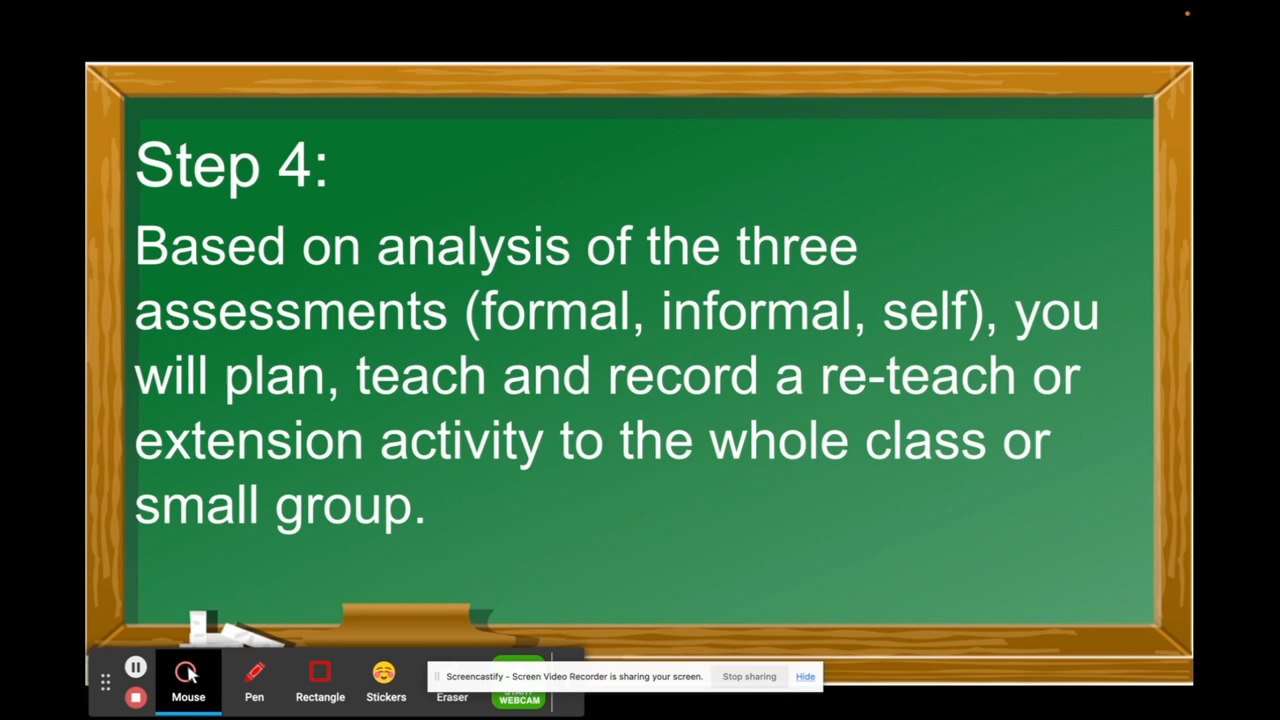 Step 4:
Based on analysis of the three
assessments (formal, informal, self), you
will plan, teach and record a re-teach or
extension activity to the whole class or
small group.
Screencastify - Screen Video Recorder is sharing your screen.
Stop sharing
Hide
Mouse
Pen
Rectangle
Stickers
Eraser
WEBCAM